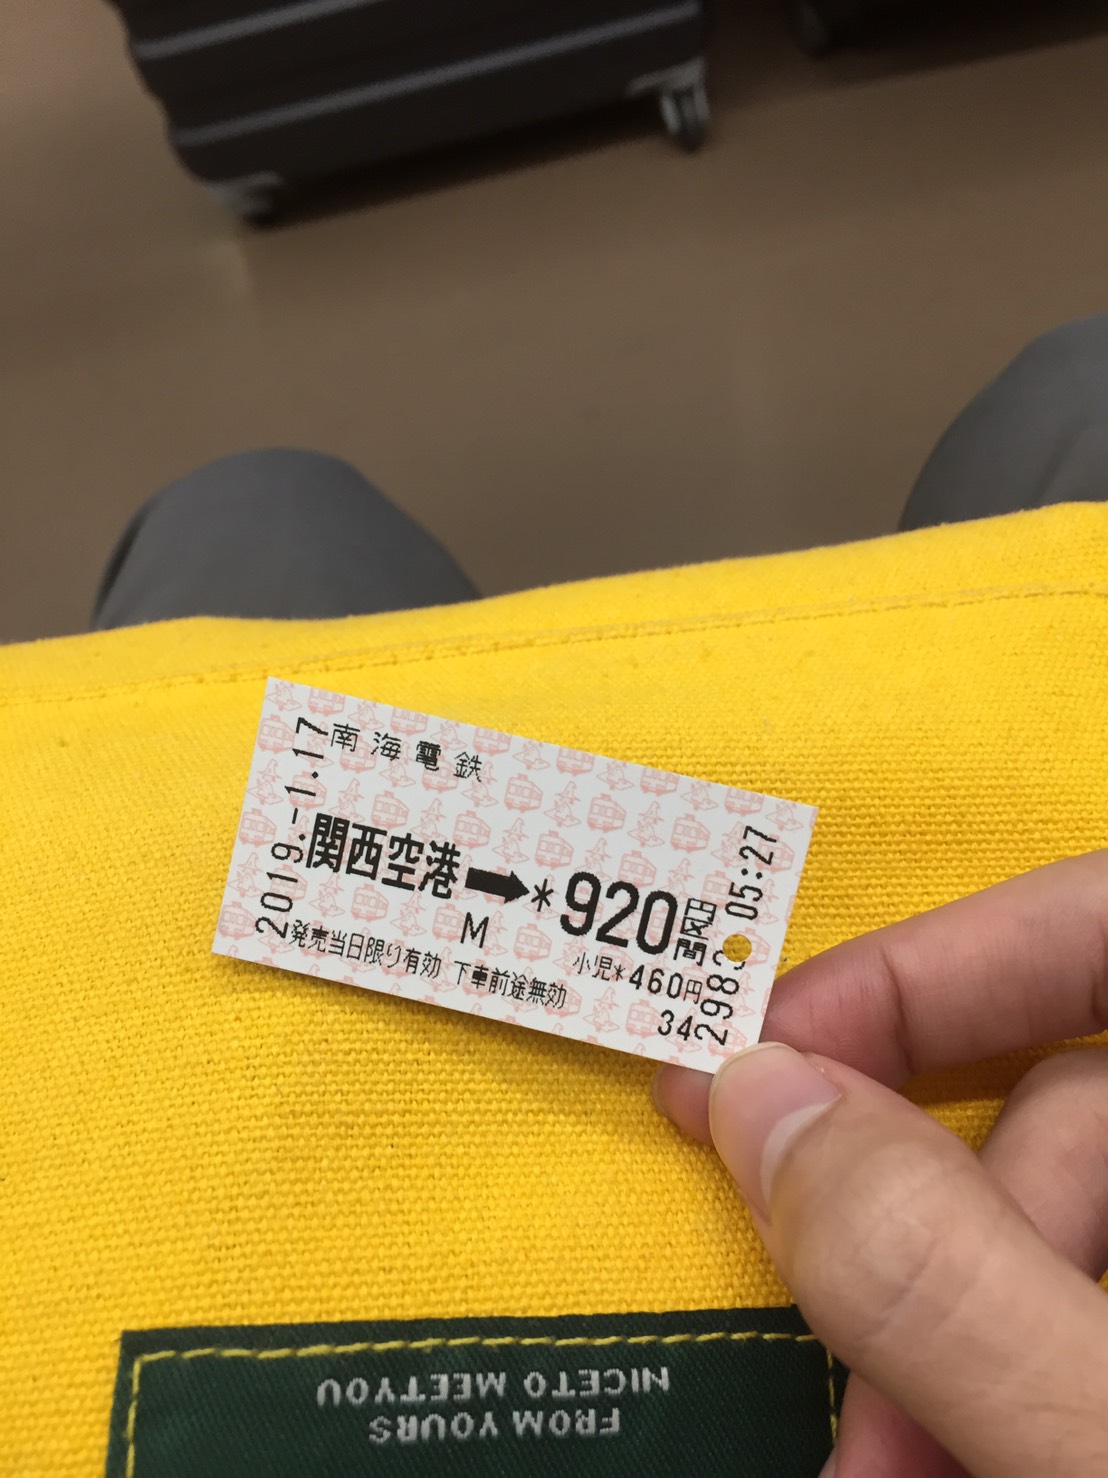 南海電鉄
2019.-1.17
関西空港➡*920円区間
M
小児*460円
発売当日限り有効 下車前途無効
34
05:27
NICETO MEETYOU
FROM YOURS